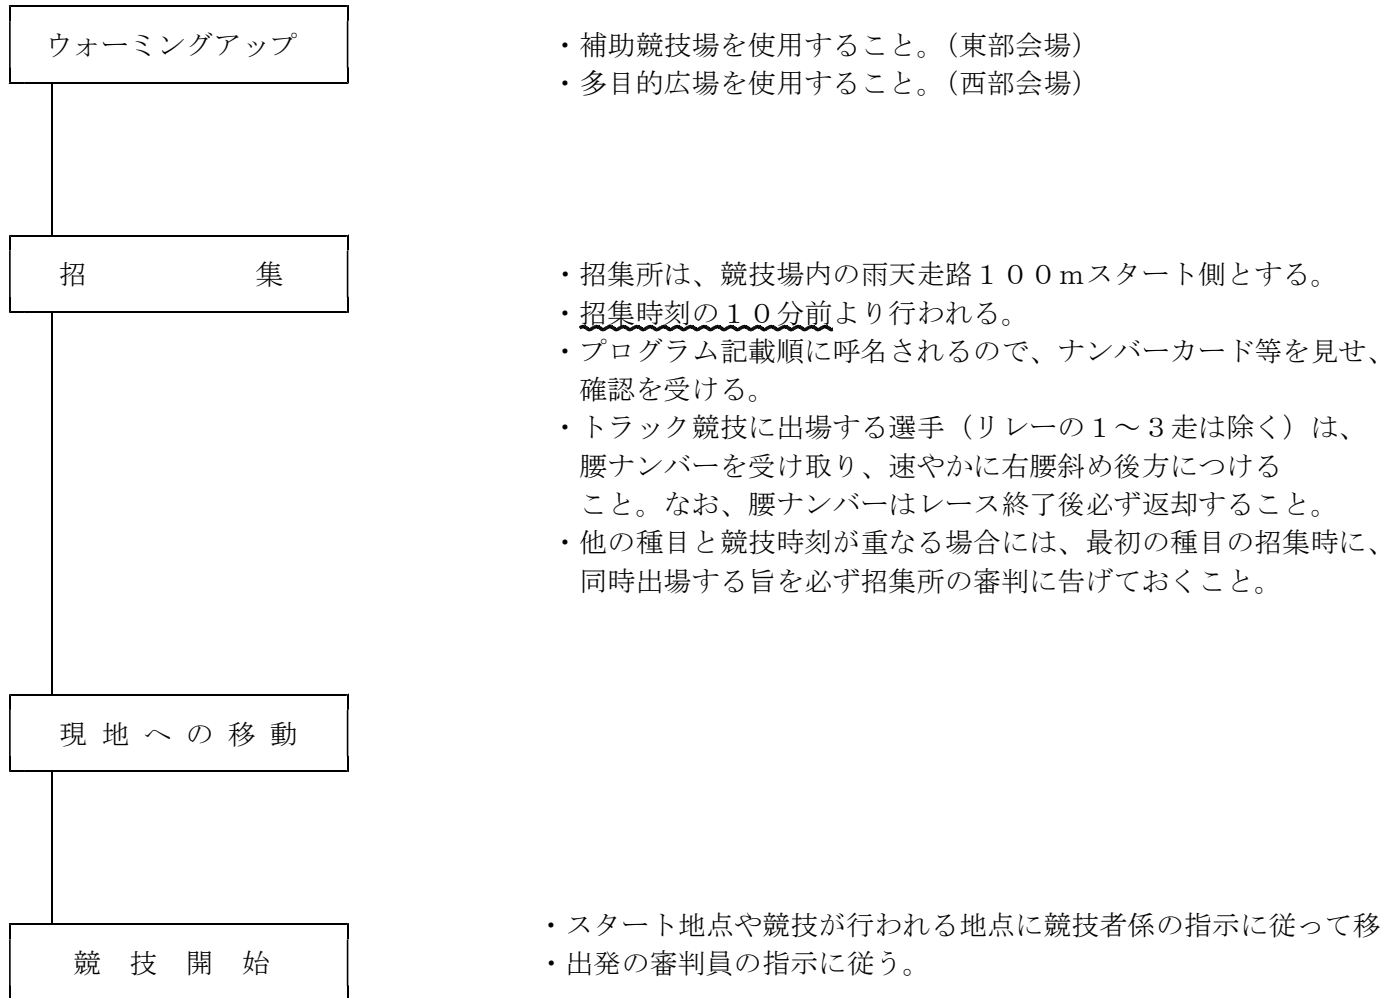 ウォーミングアップ
・補助競技場を使用すること。（東部会場）
・多目的広場を使用すること。（西部会場）
招　　　　　　集
・招集所は、競技場内の雨天走路１００ｍスタート側とする。
・招集時刻の１０分前より行われる。
・プログラム記載順に呼名されるので、ナンバーカード等を見せ、
確認を受ける。
・トラック競技に出場する選手（リレーの１～３走は除く）は、
腰ナンバーを受け取り、速やかに右腰斜め後方につける
こと。なお、腰ナンバーはレース終了後必ず返却すること。
・他の種目と競技時刻が重なる場合には、最初の種目の招集時に、
同時出場する旨を必ず招集所の審判に告げておくこと。
現 地 へ の 移 動
・スタート地点や競技が行われる地点に競技者係の指示に従って移
競　技　開　始
・出発の審判員の指示に従う。